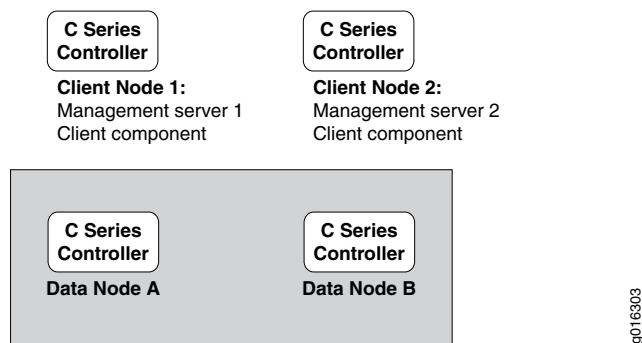 C Series
Controller
C Series
Controller
Client Node 1:
Management server 1
Client component
Client Node 2:
Management server 2
Client component
C Series
Controller
C Series
Controller
Data Node A
Data Node B
g016303